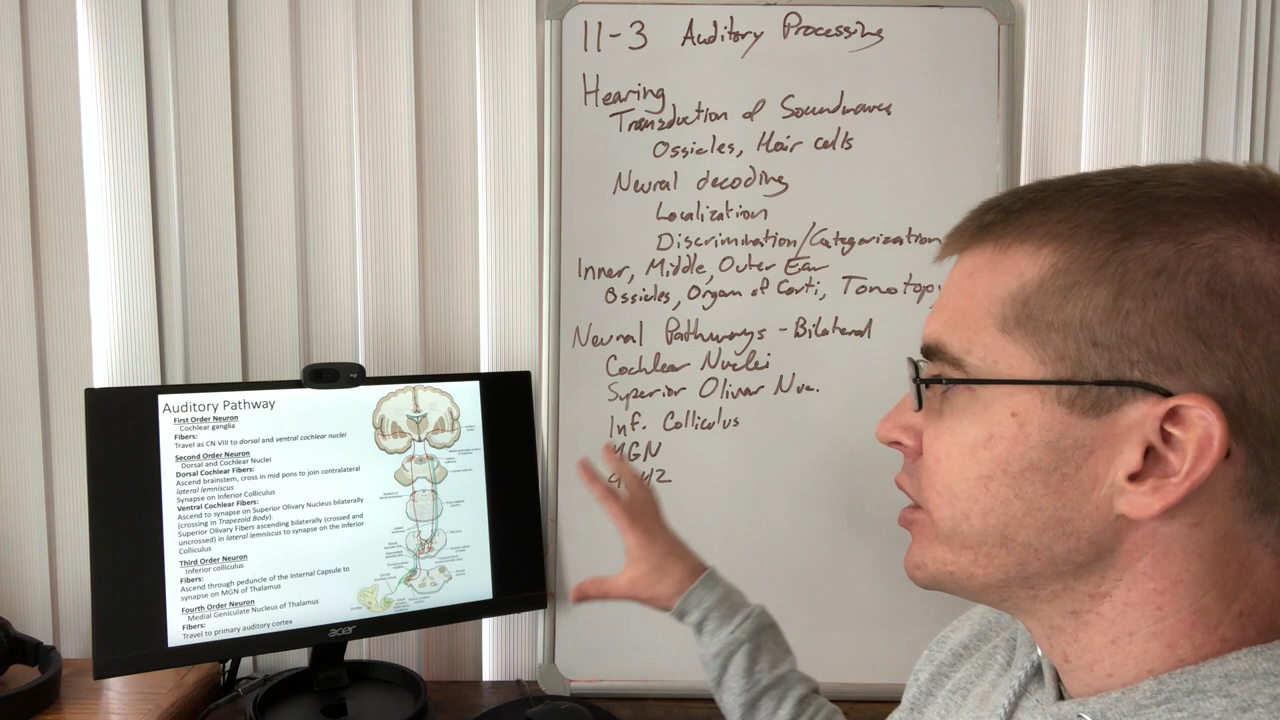 11-3 Auditory Processing
Hearing
Transduction of Soundwaves
Ossicles, Hair cells
Neural decoding
Localization
Discrimination/Categorization
Inner, Middle, Outer Ear
Ossicles, Organ of Corti, Tonotopy
Neural Pathways - Bilateral
Cochlear Nuclei
Superior Olivar Nuc.
Inf. Colliculus
MGN
Auditory Pathway
First Order Neuron
Cochlear ganglia
Fibers:
Travel as CN VIII to dorsal and ventral cochlear nuclei
Second Order Neuron
Dorsal and Cochlear Nuclei
Dorsal Cochlear Fibers:
Ascend brainstem, cross in mid pons to join contralateral
lateral lemniscus
Synapse on Inferior Colliculus
Ventral Cochlear Fibers:
Ascend to synapse on Superior Olivary Nucleus bilaterally
(crossing in Trapezoid Body).
Superior Olivary Fibers ascending bilaterally (crossed and
uncrossed) in lateral lemniscus to synapse on the Inferior
Colliculus
Third Order Neuron
Inferior colliculus
Fibers:
Ascend through peduncle of the Internal Capsule to
synapse on MGN of Thalamus
Fourth Order Neuron
Medial Geniculate Nucleus of Thalamus
Fibers:
Travel to primary auditory cortex
acer